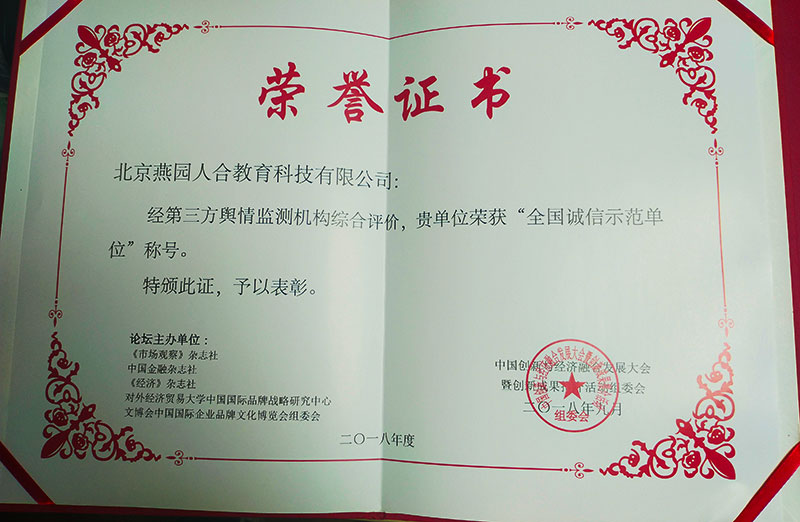 荣誉证书
北京燕园人合教育科技有限公司:
经第三方舆情监测机构综合评价，贵单位荣获“全国诚信示范单
位”称号。
特颁此证，予以表彰。
论坛主办单位：
《市场观察》杂志社
中国金融杂志社
《经济》杂志社
对外经济贸易大学中国国际品牌战略研究中心
文博会中国国际企业品牌文化博览会组委会
中国创新与经济融合发展大会
暨创新成果推介活动组委会
二〇一八年九月
组委会
二〇一八年度